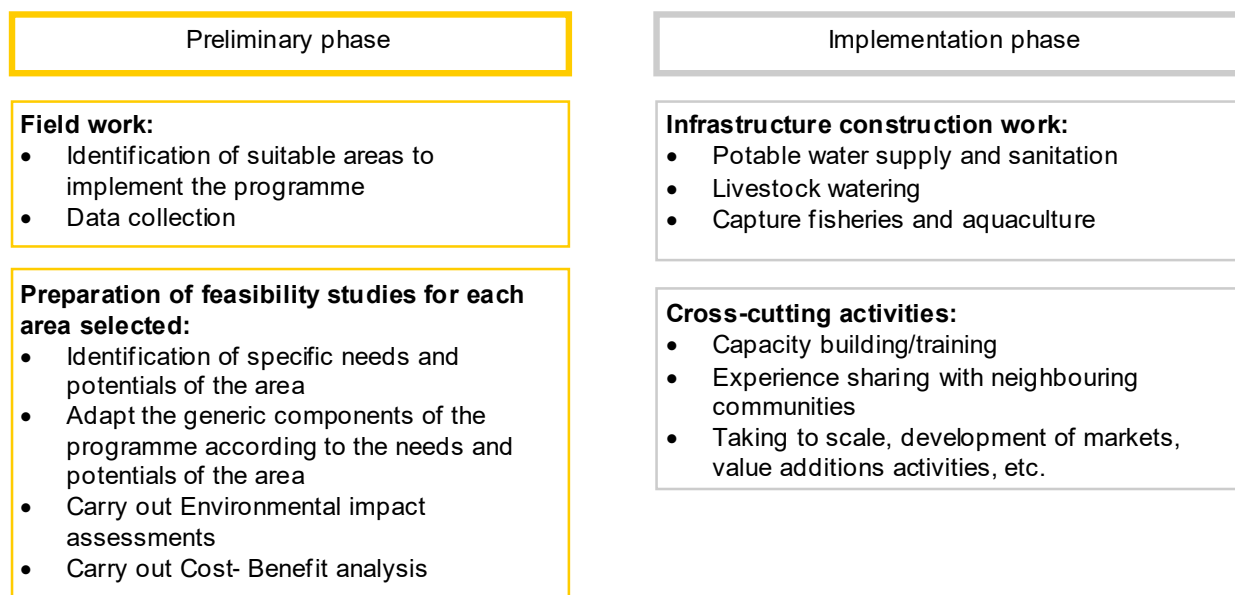 Preliminary phase
Field work:
• Identification of suitable areas to
implement the programme
• Data collection
Preparation of feasibility studies for each
area selected:
• Identification of specific needs and
potentials of the area
• Adapt the generic components of the
programme according to the needs and
potentials of the area
• Carry out Environmental impact
assessments
• Carry out Cost- Benefit analysis
Implementation phase
Infrastructure construction work:
• Potable water supply and sanitation
• Livestock watering
• Capture fisheries and aquaculture
Cross-cutting activities:
• Capacity building/training
• Experience sharing with neighbouring
communities
• Taking to scale, development of markets,
value additions activities, etc.